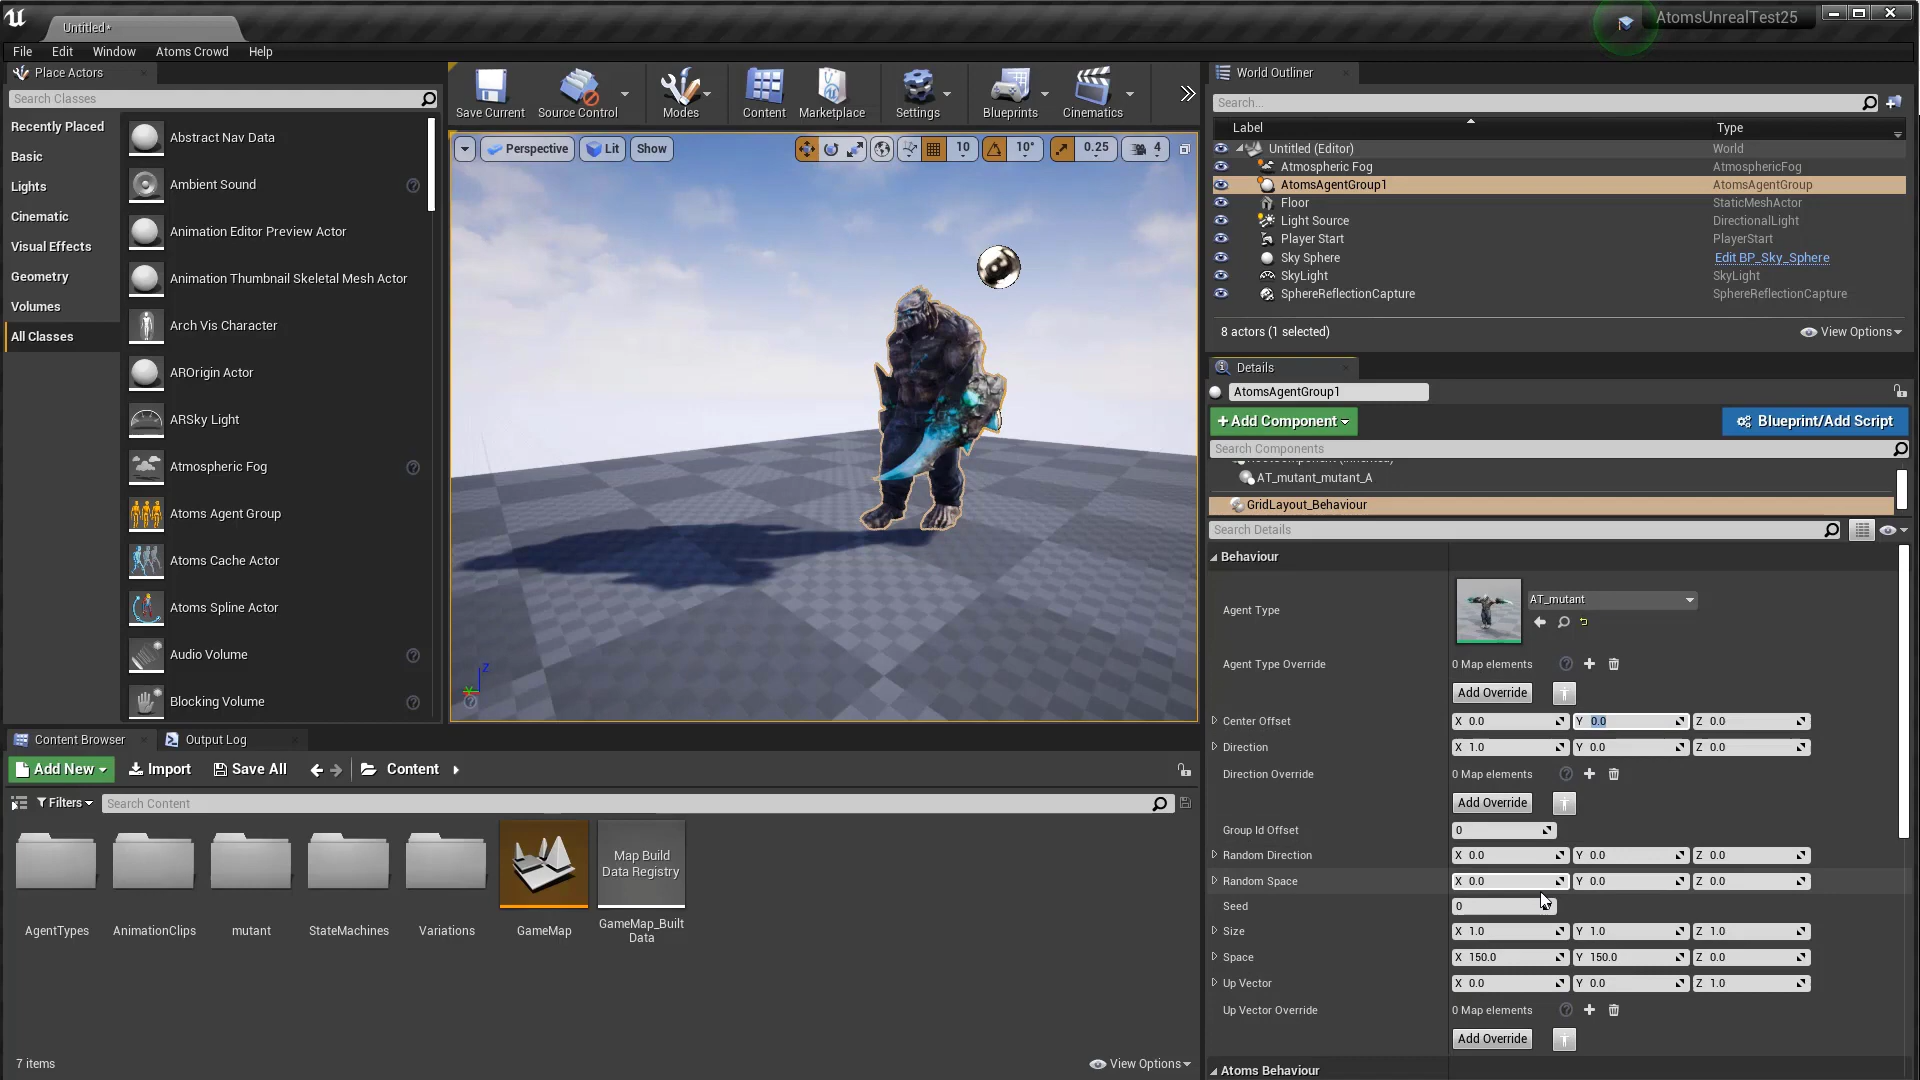 Untitled*
AtomsUnrealTest25
File Edit Window Atoms Crowd Help
Place Actors
Search Classes
Recently Placed
Basic
Lights
Cinematic
Visual Effects
Geometry
Volumes
All Classes
Abstract Nav Data
Ambient Sound
Animation Editor Preview Actor
Animation Thumbnail Skeletal Mesh Actor
Arch Vis Character
AROrigin Actor
ARSky Light
Atmospheric Fog
Atoms Agent Group
Atoms Cache Actor
Atoms Spline Actor
Audio Volume
Blocking Volume
Save Current Source Control Modes Content Marketplace Settings Blueprints Cinematics
Perspective Lit Show 10 10° 0.25 4
Z
World Outliner
Search...
Label Type
Untitled (Editor) World
Atmospheric Fog AtmosphericFog
AtomsAgentGroup1 AtomsAgentGroup
Floor StaticMeshActor
Light Source DirectionalLight
Player Start PlayerStart
Sky Sphere Edit BP_Sky_Sphere
SkyLight SkyLight
SphereReflectionCapture SphereReflectionCapture
8 actors (1 selected) View Options
Details
AtomsAgentGroup1
+Add Component Blueprint/Add Script
Search Components
AT_mutant_mutant_A
GridLayout_Behaviour
Search Details
Behaviour
Agent Type AT_mutant
Agent Type Override 0 Map elements
Add Override
Center Offset X 0.0 Y 0.0 Z 0.0
Direction X 1.0 Y 0.0 Z 0.0
Direction Override 0 Map elements
Add Override
Group Id Offset 0
Random Direction X 0.0 Y 0.0 Z 0.0
Random Space X 0.0 Y 0.0 Z 0.0
Seed 0
Size X 1.0 Y 1.0 Z 1.0
Space X 150.0 Y 150.0 Z 0.0
Up Vector X 0.0 Y 0.0 Z 1.0
Up Vector Override 0 Map elements
Add Override
Atoms Behaviour
Content Browser Output Log
Add New Import Save All Content
Filters Search Content
Map Build
Data Registry
AgentTypes AnimationClips mutant StateMachines Variations GameMap GameMap_Built
Data
7 items View Options